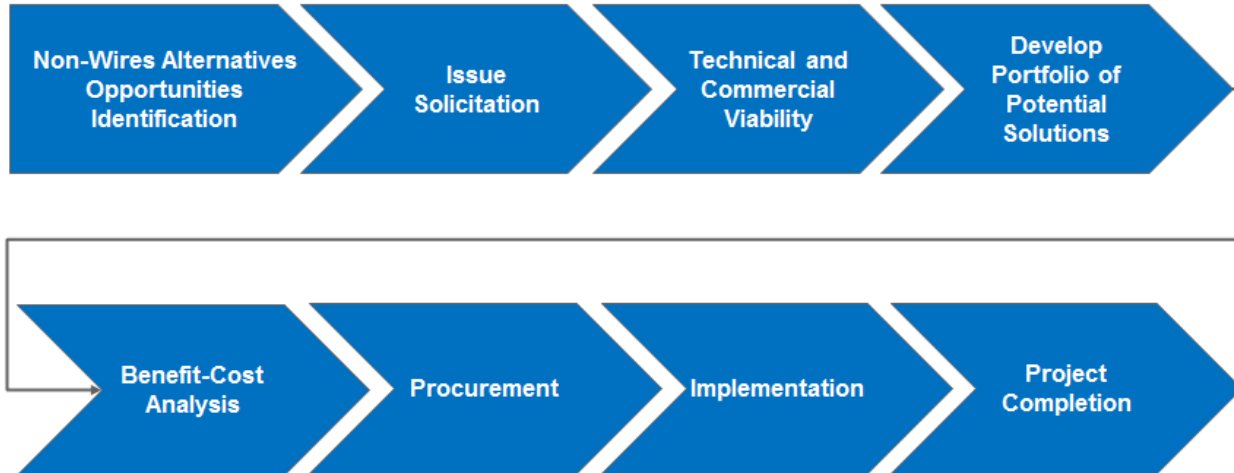 Non-Wires Alternatives
Opportunities
Identification
Issue
Solicitation
Technical and
Commercial
Viability
Develop
Portfolio of
Potential
Solutions
Benefit-Cost
Analysis
Procurement
Implementation
Project
Completion